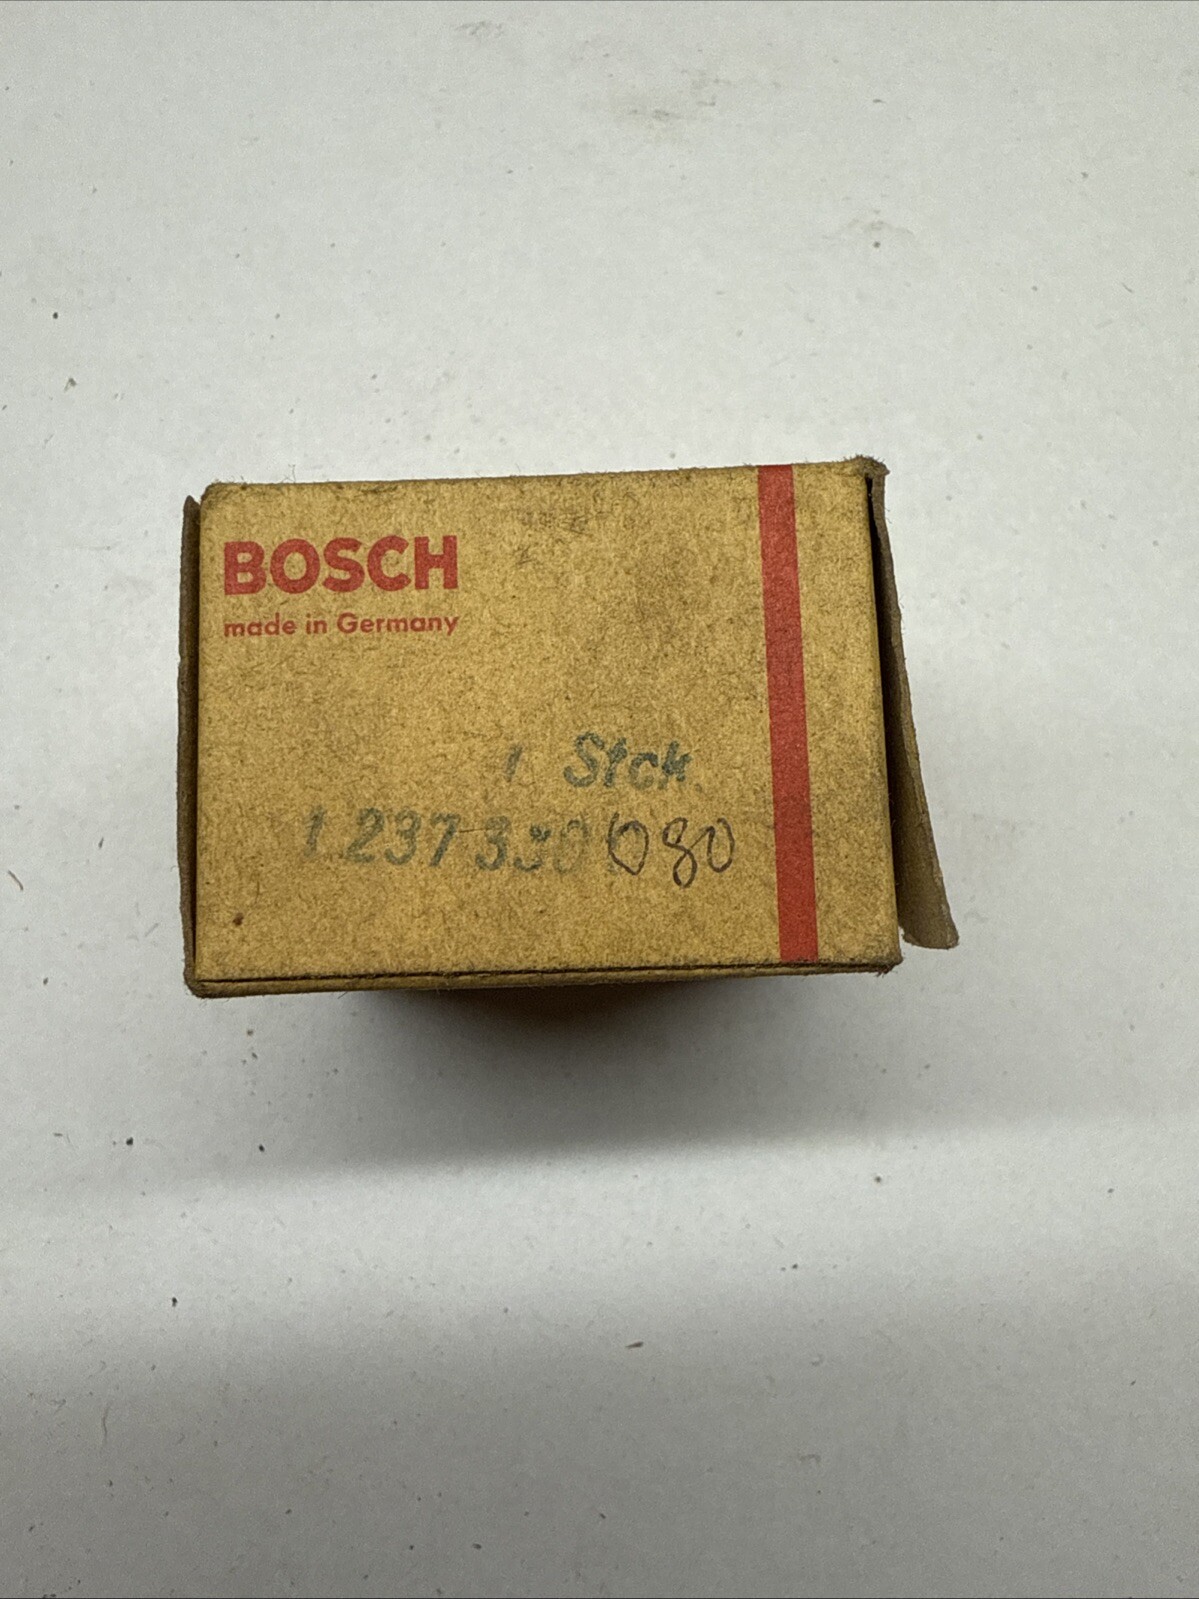 BOSCH
made in Germany
1 Stck
1 237 330 080